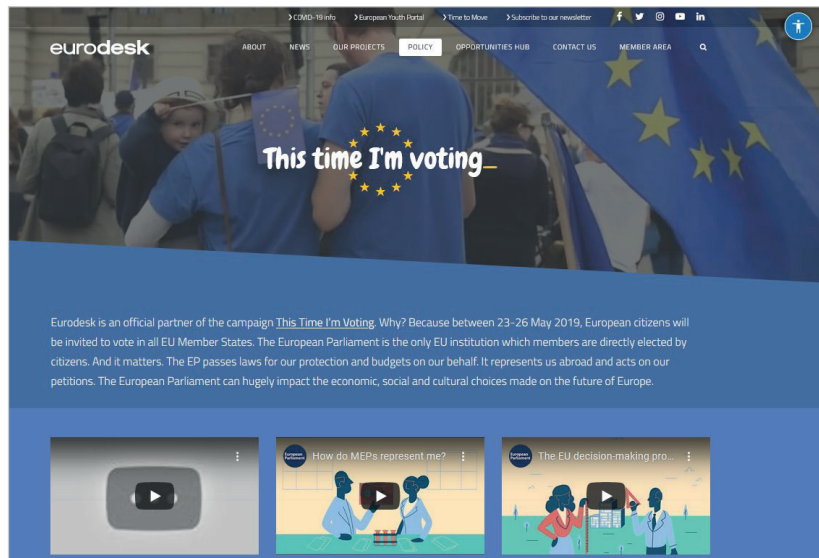 COVID-19 info European Youth Portal Time to Move Subscribe to our newsletter
eurodesk ABOUT NEWS OUR PROJECTS POLICY OPPORTUNITIES HUB CONTACT US MEMBER AREA
This time I'm voting_
Eurodesk is an official partner of the campaign This Time I'm Voting. Why? Because between 23-26 May 2019, European citizens will
be invited to vote in all EU Member States. The European Parliament is the only EU institution which members are directly elected by
citizens. And it matters. The EP passes laws for our protection and budgets on our behalf. It represents us abroad and acts on our
petitions. The European Parliament can hugely impact the economic, social and cultural choices made on the future of Europe.
European Parliament How do MEPs represent me?
European Parliament The EU decision-making pro...